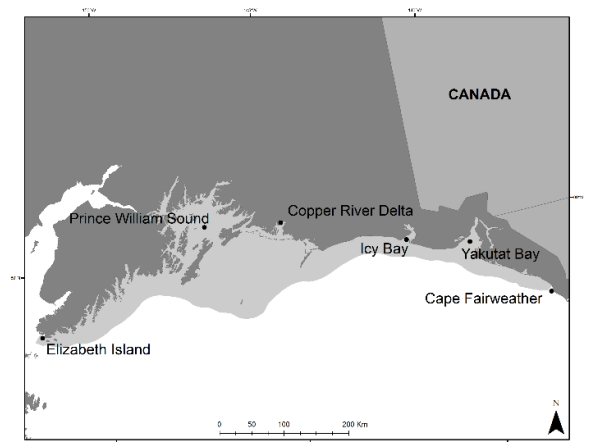 CANADA
Prince William Sound
Copper River Delta
Icy Bay
Yakutat Bay
Cape Fairweather
Elizabeth Island
N
0 50 100 200 Km